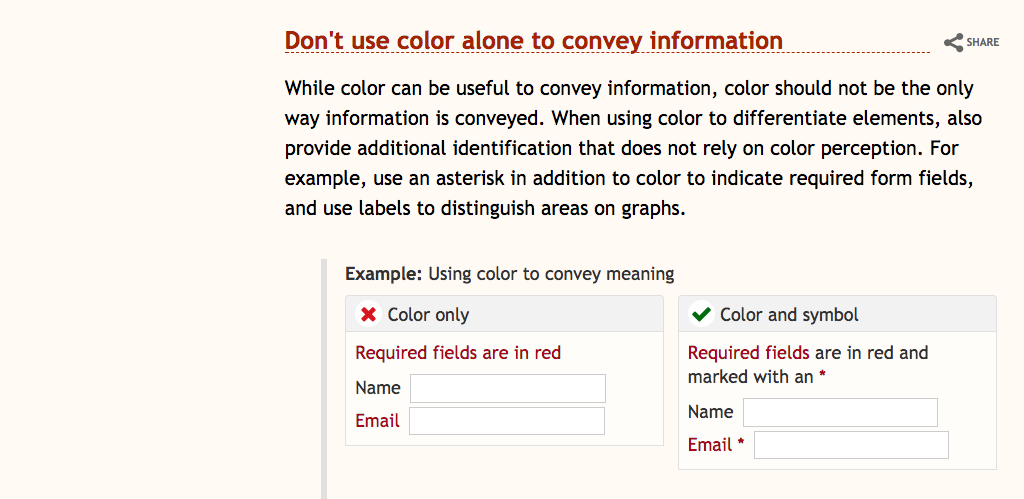 Don't use color alone to convey information
SHARE
While color can be useful to convey information, color should not be the only
way information is conveyed. When using color to differentiate elements, also
provide additional identification that does not rely on color perception. For
example, use an asterisk in addition to color to indicate required form fields,
and use labels to distinguish areas on graphs.
Example: Using color to convey meaning
Color only
Required fields are in red
Name
Email
Color and symbol
Required fields are in red and
marked with an *
Name
Email *